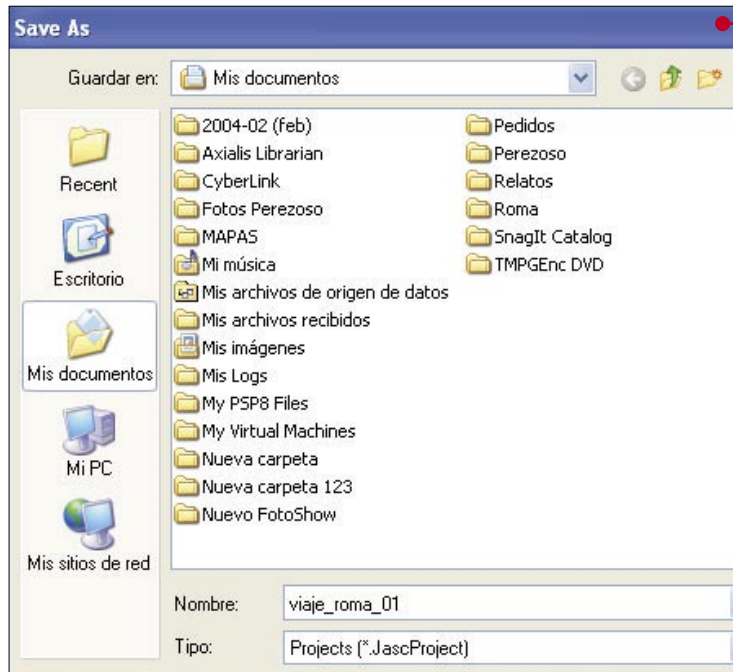 Save As
Guardar en: Mis documentos
Recent
Escritorio
Mis documentos
Mi PC
Mis sitios de red
2004-02 (feb)
Axialis Librarian
CyberLink
Fotos Perezoso
MAPAS
Mi música
Mis archivos de origen de datos
Mis archivos recibidos
Mis imágenes
Mis Logs
My PSP8 Files
My Virtual Machines
Nueva carpeta
Nueva carpeta 123
Nuevo FotoShow
Pedidos
Perezoso
Relatos
Roma
SnagIt Catalog
TMPGEnc DVD
Nombre: viaje_roma_01
Tipo: Projects (*.JascProject)